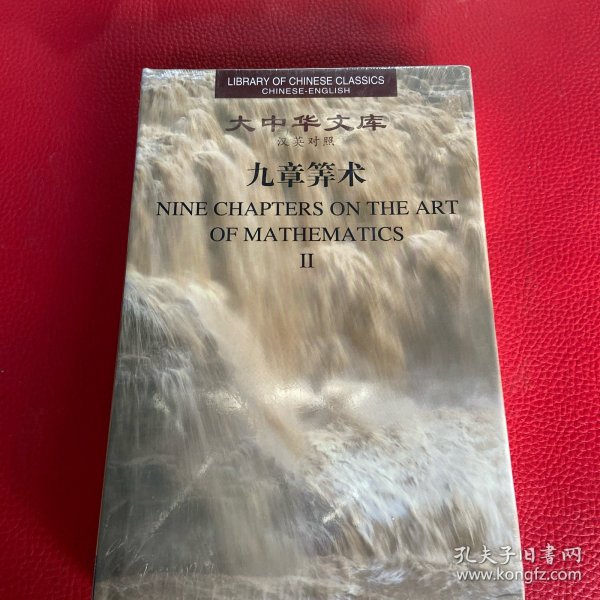 LIBRARY OF CHINESE CLASSICS
CHINESE-ENGLISH
大中华文库
汉英对照
九章筭术
NINE CHAPTERS ON THE ART
OF MATHEMATICS
II
孔夫子旧书网
www.kongfz.com